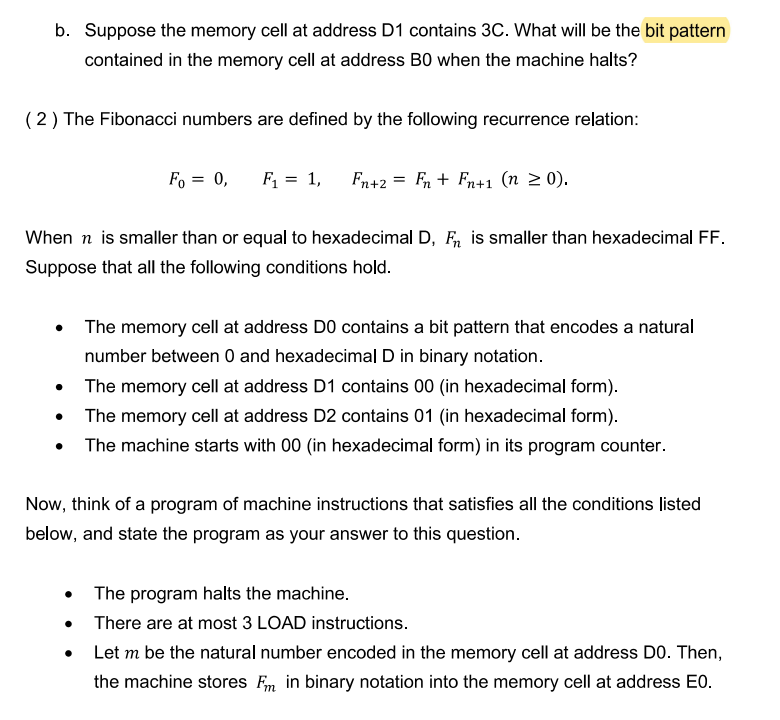 b. Suppose the memory cell at address D1 contains 3C. What will be the bit pattern
contained in the memory cell at address B0 when the machine halts?
( 2 ) The Fibonacci numbers are defined by the following recurrence relation:
F₀ = 0, F₁ = 1, Fₙ₊₂ = Fₙ + Fₙ₊₁ (n ≥ 0).
When n is smaller than or equal to hexadecimal D, Fₙ is smaller than hexadecimal FF.
Suppose that all the following conditions hold.
• The memory cell at address D0 contains a bit pattern that encodes a natural
number between 0 and hexadecimal D in binary notation.
• The memory cell at address D1 contains 00 (in hexadecimal form).
• The memory cell at address D2 contains 01 (in hexadecimal form).
• The machine starts with 00 (in hexadecimal form) in its program counter.
Now, think of a program of machine instructions that satisfies all the conditions listed
below, and state the program as your answer to this question.
• The program halts the machine.
• There are at most 3 LOAD instructions.
• Let m be the natural number encoded in the memory cell at address D0. Then,
the machine stores Fₘ in binary notation into the memory cell at address E0.